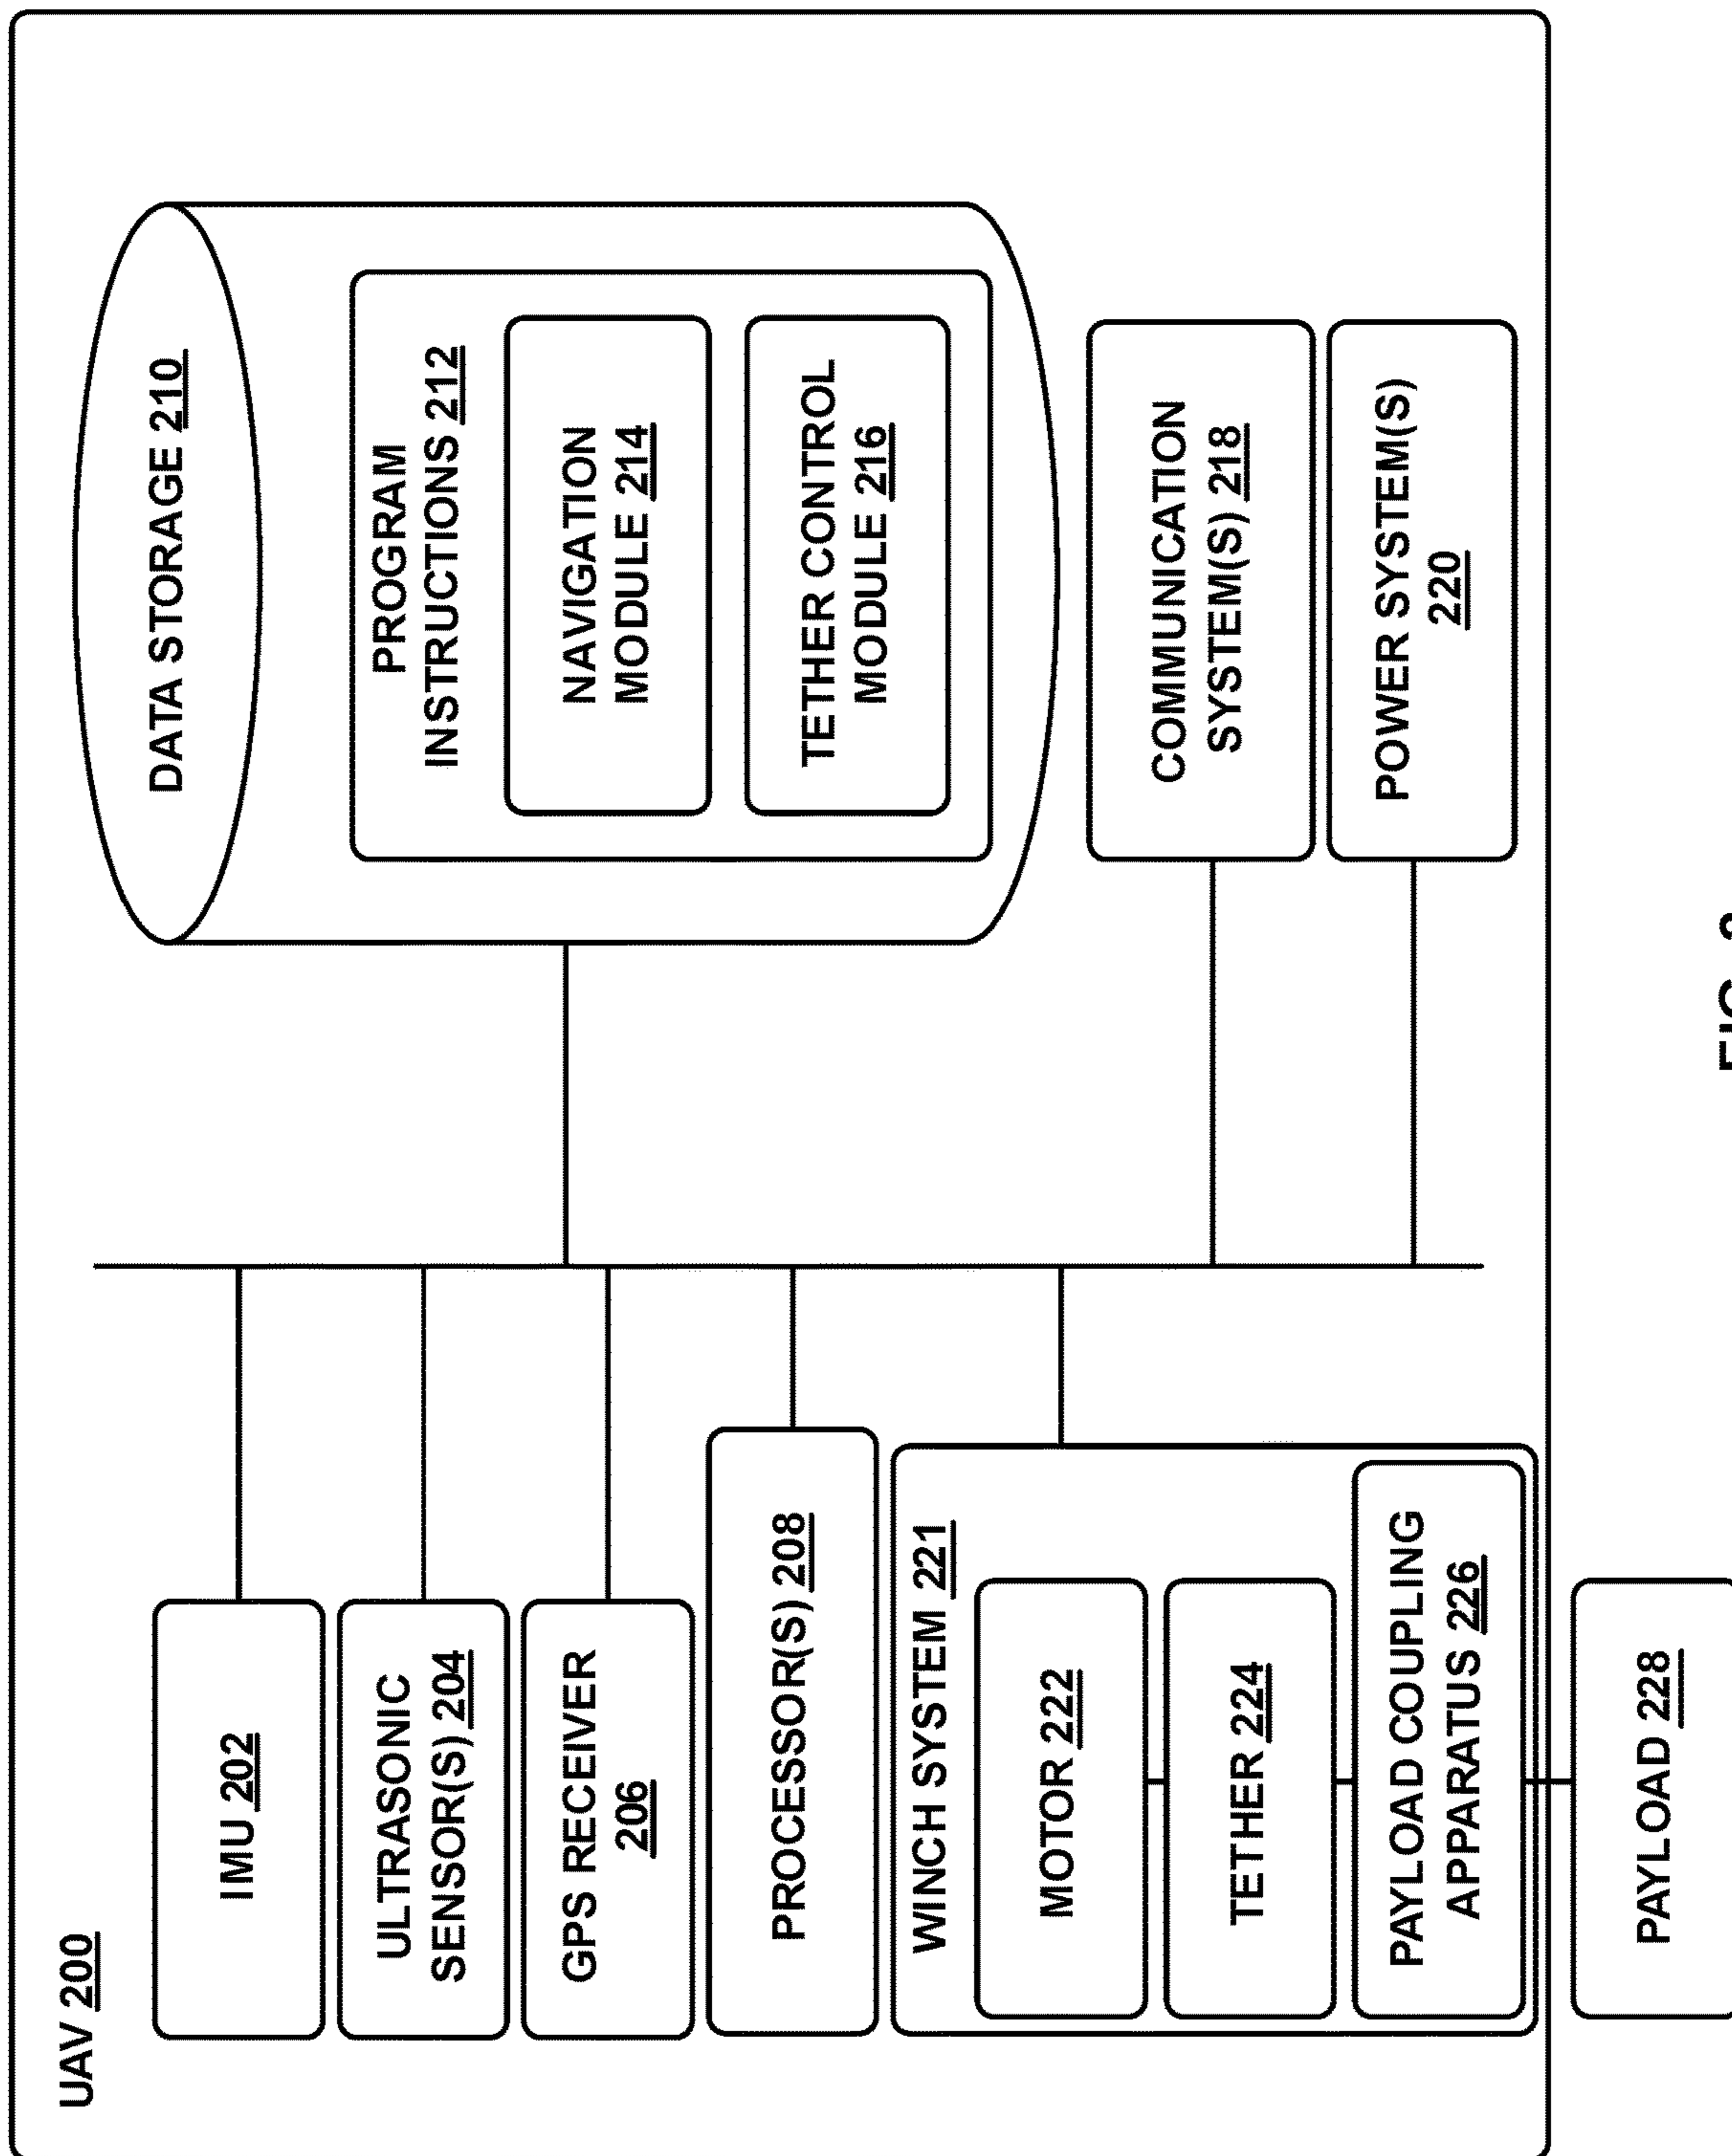 UAV 200
IMU 202
ULTRASONIC
SENSOR(S) 204
GPS RECEIVER
206
PROCESSOR(S) 208
WINCH SYSTEM 221
MOTOR 222
TETHER 224
PAYLOAD COUPLING
APPARATUS 226
PAYLOAD 228
DATA STORAGE 210
PROGRAM
INSTRUCTIONS 212
NAVIGATION
MODULE 214
TETHER CONTROL
MODULE 216
COMMUNICATION
SYSTEM(S) 218
POWER SYSTEM(S)
220
FIG.